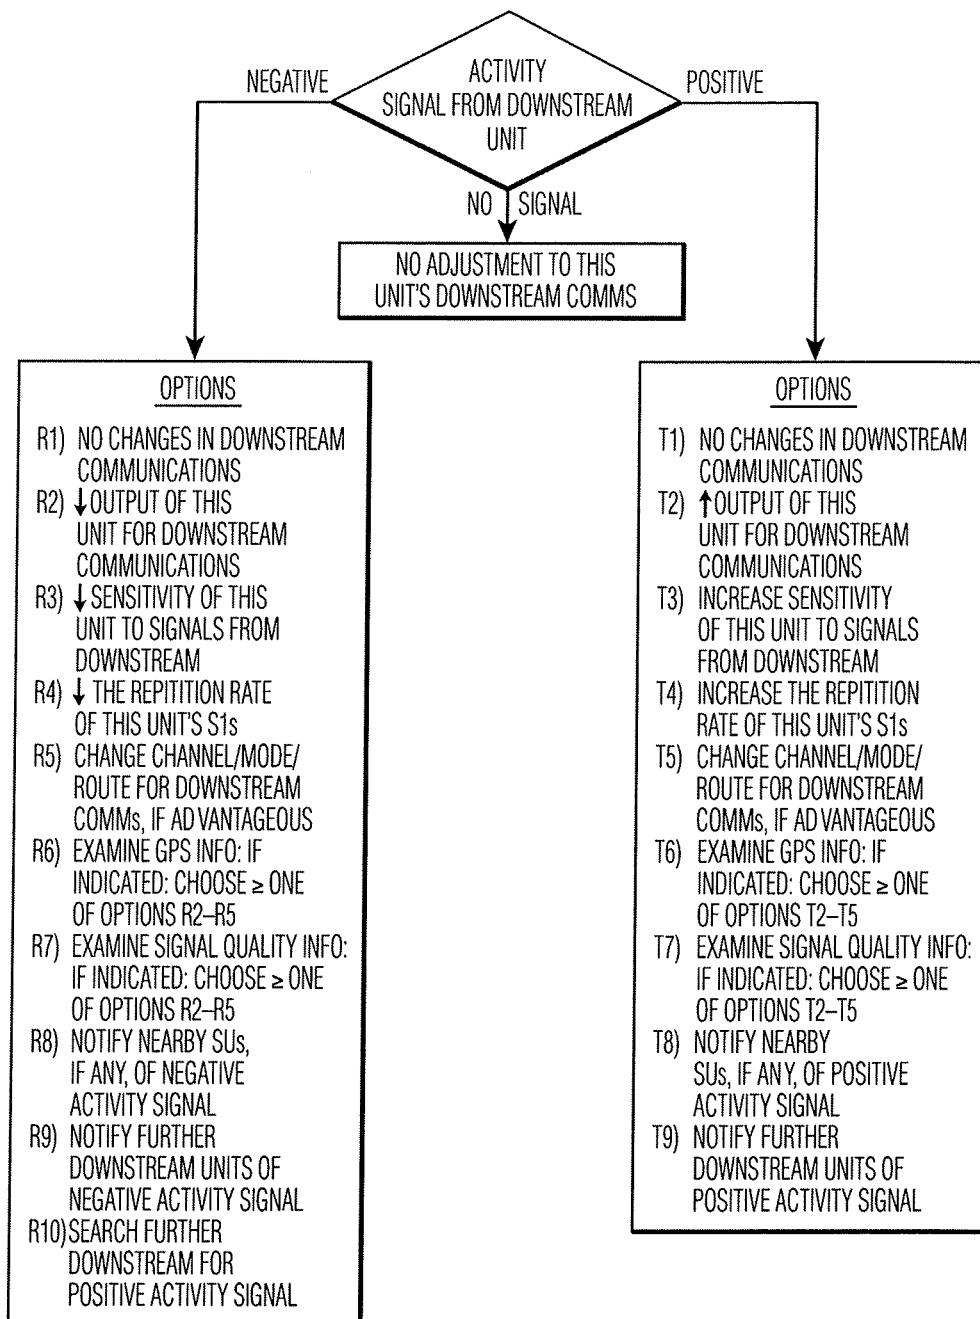 NEGATIVE
ACTIVITY
SIGNAL FROM DOWNSTREAM
UNIT
POSITIVE
NO SIGNAL
NO ADJUSTMENT TO THIS
UNIT'S DOWNSTREAM COMMS
OPTIONS
R1) NO CHANGES IN DOWNSTREAM
COMMUNICATIONS
R2) ↓ OUTPUT OF THIS
UNIT FOR DOWNSTREAM
COMMUNICATIONS
R3) ↓ SENSITIVITY OF THIS
UNIT TO SIGNALS FROM
DOWNSTREAM
R4) ↓ THE REPITITION RATE
OF THIS UNIT'S S1s
R5) CHANGE CHANNEL/MODE/
ROUTE FOR DOWNSTREAM
COMMs, IF ADVANTAGEOUS
R6) EXAMINE GPS INFO: IF
INDICATED: CHOOSE ≥ ONE
OF OPTIONS R2–R5
R7) EXAMINE SIGNAL QUALITY INFO:
IF INDICATED: CHOOSE ≥ ONE
OF OPTIONS R2–R5
R8) NOTIFY NEARBY SUs,
IF ANY, OF NEGATIVE
ACTIVITY SIGNAL
R9) NOTIFY FURTHER
DOWNSTREAM UNITS OF
NEGATIVE ACTIVITY SIGNAL
R10) SEARCH FURTHER
DOWNSTREAM FOR
POSITIVE ACTIVITY SIGNAL
OPTIONS
T1) NO CHANGES IN DOWNSTREAM
COMMUNICATIONS
T2) ↑ OUTPUT OF THIS
UNIT FOR DOWNSTREAM
COMMUNICATIONS
T3) INCREASE SENSITIVITY
OF THIS UNIT TO SIGNALS
FROM DOWNSTREAM
T4) INCREASE THE REPITITION
RATE OF THIS UNIT'S S1s
T5) CHANGE CHANNEL/MODE/
ROUTE FOR DOWNSTREAM
COMMs, IF ADVANTAGEOUS
T6) EXAMINE GPS INFO: IF
INDICATED: CHOOSE ≥ ONE
OF OPTIONS T2–T5
T7) EXAMINE SIGNAL QUALITY INFO:
IF INDICATED: CHOOSE ≥ ONE
OF OPTIONS T2–T5
T8) NOTIFY NEARBY
SUs, IF ANY, OF POSITIVE
ACTIVITY SIGNAL
T9) NOTIFY FURTHER
DOWNSTREAM UNITS OF
POSITIVE ACTIVITY SIGNAL